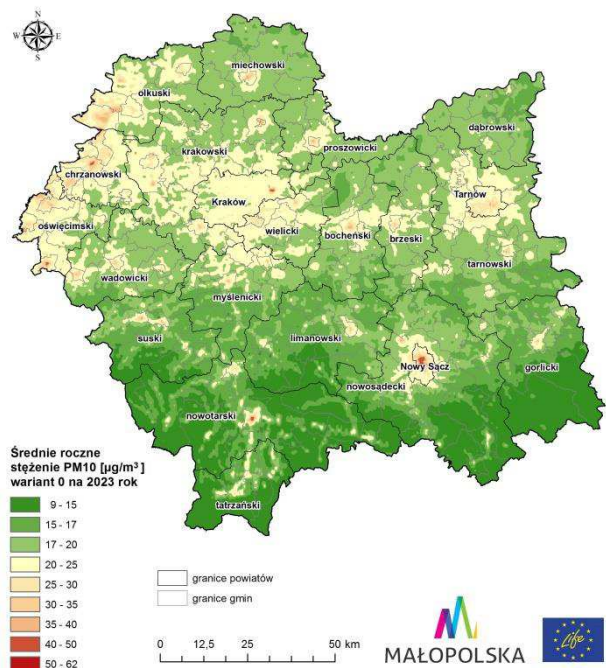 N
W E
S
miechowski
olkuski
dąbrowski
krakowski
proszowicki
chrzanowski
Tarnów
Kraków
oświęcimski
wielicki
bocheński
brzeski
wadowicki
tarnowski
myślenicki
suski
limanowski
Nowy Sącz
gorlicki
nowosądecki
nowotarski
tatrzański
Średnie roczne
stężenie PM10 [µg/m³]
wariant 0 na 2023 rok
9 - 15
15 - 17
17 - 20
20 - 25
25 - 30
30 - 35
35 - 40
40 - 50
50 - 62
granice powiatów
granice gmin
0 12,5 25 50 km
MAŁOPOLSKA
Life